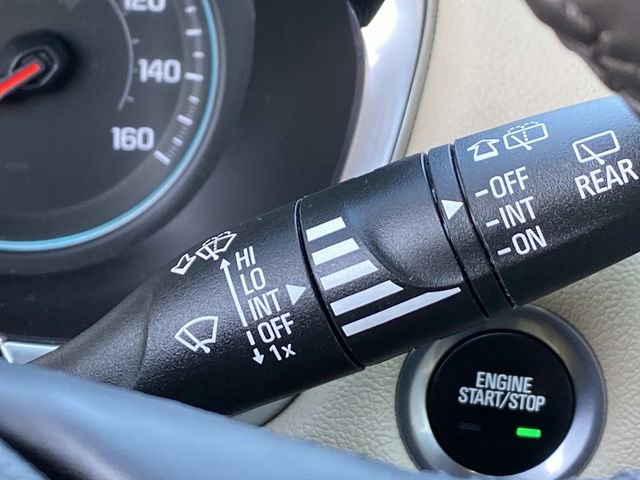 120
140
160
HI
LO
INT
OFF
1x
-OFF
-INT
-ON
REAR
ENGINE
START/STOP